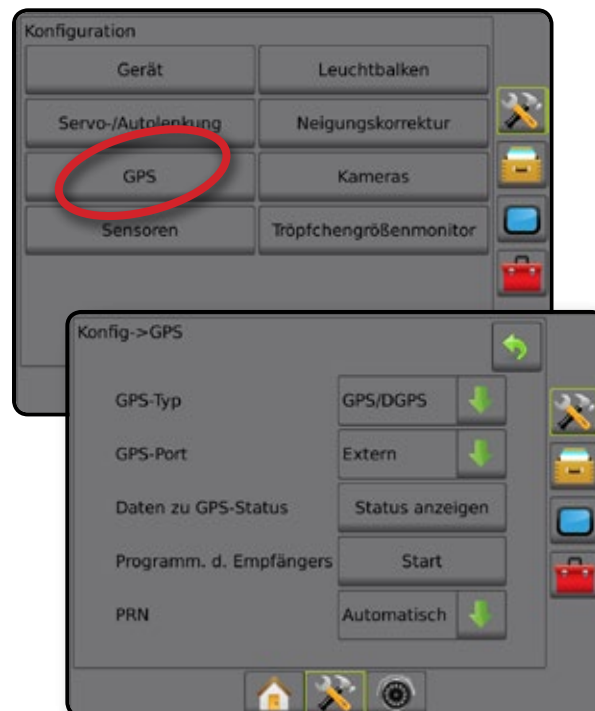 Konfiguration
Gerät Leuchtbalken
Servo-/Autolenkung Neigungskorrektur
GPS Kameras
Sensoren Tröpfchengrößenmonitor
Konfig->GPS
GPS-Typ GPS/DGPS
GPS-Port Extern
Daten zu GPS-Status Status anzeigen
Programm. d. Empfängers Start
PRN Automatisch